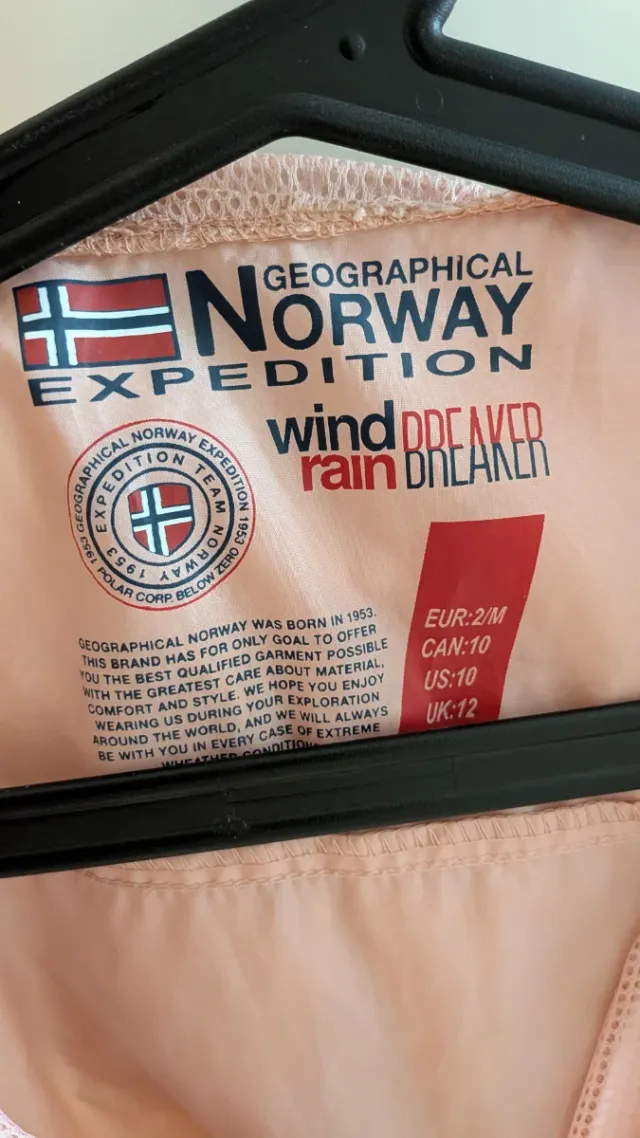 GEOGRAPHICAL
NORWAY
EXPEDITION
wind BREAKER
rain BREAKER
GEOGRAPHICAL NORWAY EXPEDITION 1953
POLAR CORP. BELOW ZERO
1953
EXPEDITION TEAM NORWAY 1953
GEOGRAPHICAL NORWAY WAS BORN IN 1953.
THIS BRAND HAS FOR ONLY GOAL TO OFFER
YOU THE BEST QUALIFIED GARMENT POSSIBLE
WITH THE GREATEST CARE ABOUT MATERIAL,
COMFORT AND STYLE. WE HOPE YOU ENJOY
WEARING US DURING YOUR EXPLORATION
AROUND THE WORLD, AND WE WILL ALWAYS
BE WITH YOU IN EVERY CASE OF EXTREME
WHEATHER CONDITION
EUR:2/M
CAN:10
US:10
UK:12